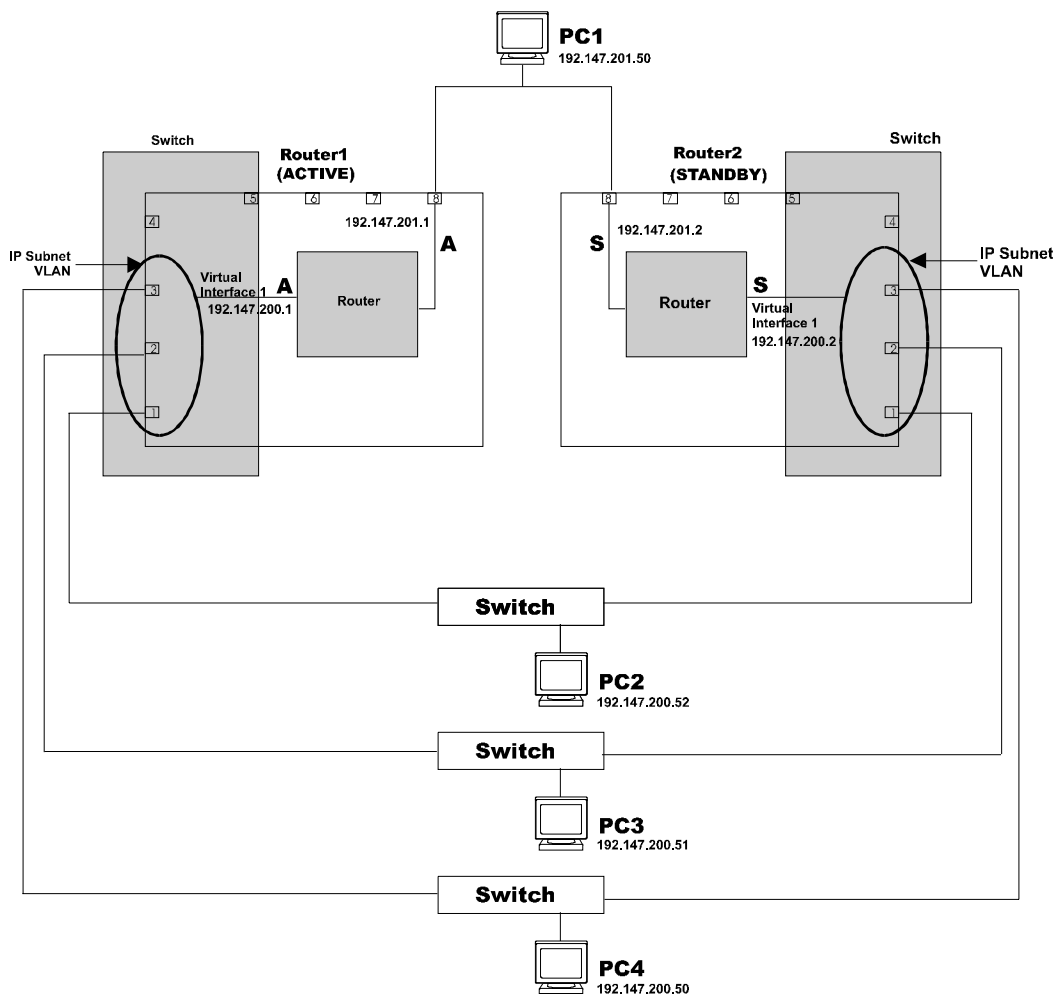 PC1
192.147.201.50
Switch
Switch
Router1
(ACTIVE)
Router2
(STANDBY)
5
6
7
8
8
7
6
5
4
4
192.147.201.1
192.147.201.2
A
S
IP Subnet
VLAN
IP Subnet
VLAN
Virtual
Interface 1
192.147.200.1
A
Router
Router
S
Virtual
Interface 1
192.147.200.2
3
3
2
2
1
1
Switch
PC2
192.147.200.52
Switch
PC3
192.147.200.51
Switch
PC4
192.147.200.50